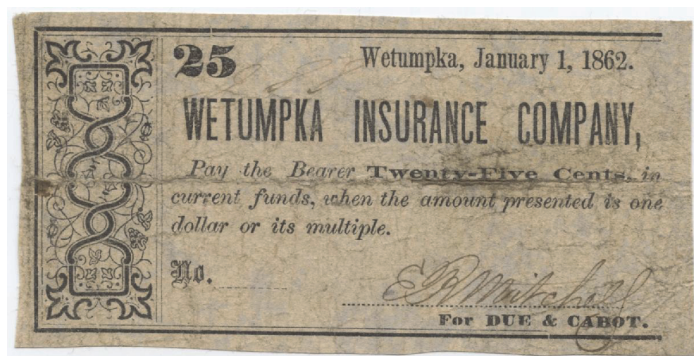 25 Wetumpka, January 1, 1862.
WETUMPKA INSURANCE COMPANY,
Pay the Bearer Twenty-Five Cents, in
current funds, when the amount presented is one
dollar or its multiple.
No.
For DUE & CABOT.